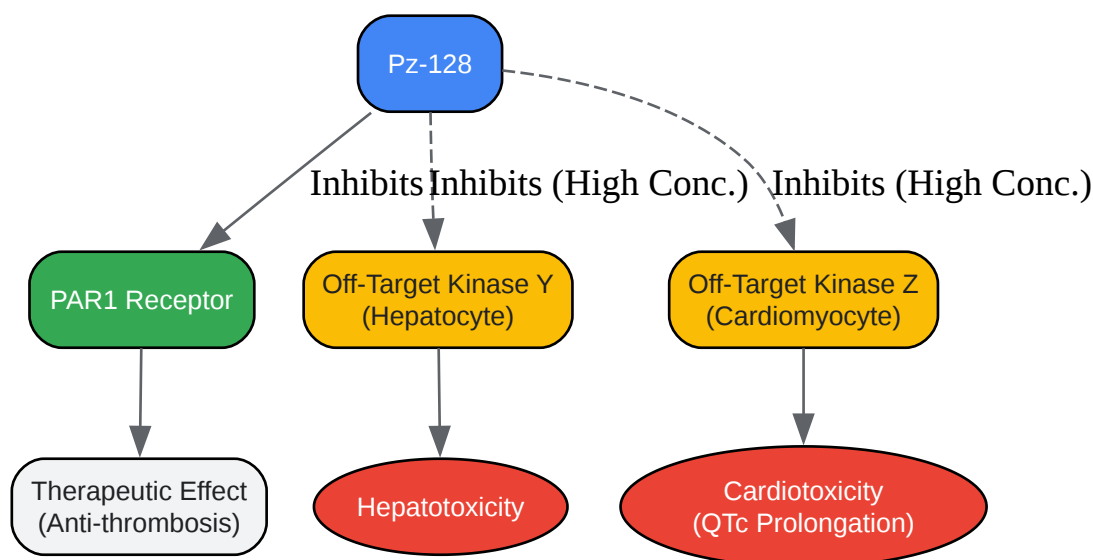 Pz-128
Inhibits
Inhibits (High Conc.)
Inhibits (High Conc.)
PAR1 Receptor
Off-Target Kinase Y
(Hepatocyte)
Off-Target Kinase Z
(Cardiomyocyte)
Therapeutic Effect
(Anti-thrombosis)
Hepatotoxicity
Cardiotoxicity
(QTc Prolongation)